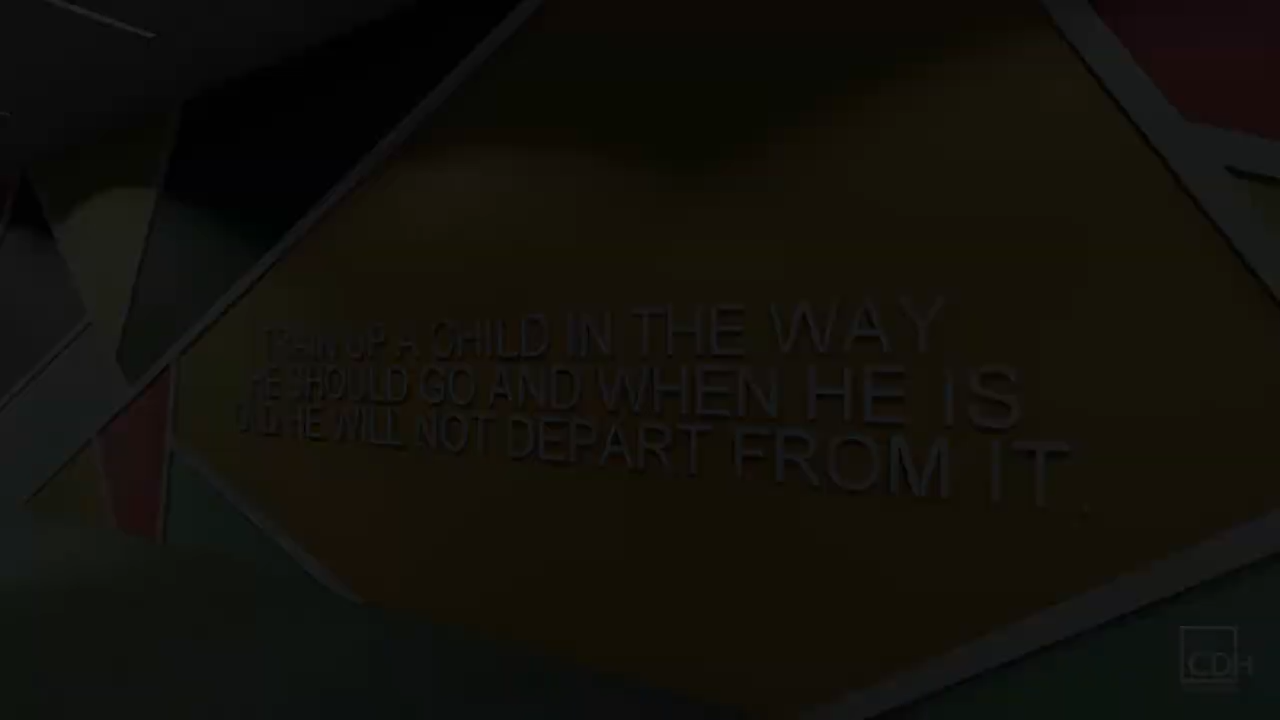 TRAIN UP A CHILD IN THE WAY
HE SHOULD GO AND WHEN HE IS
OLD HE WILL NOT DEPART FROM IT.
CDH